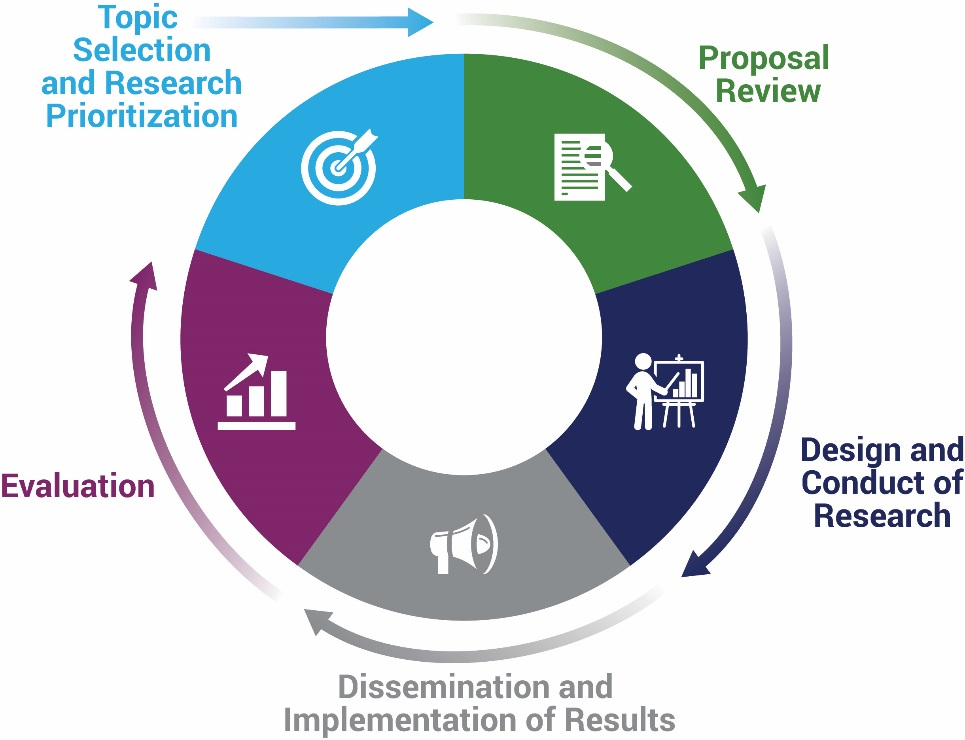 Topic
Selection
and Research
Prioritization
Proposal
Review
Design and
Conduct of
Research
Dissemination and
Implementation of Results
Evaluation